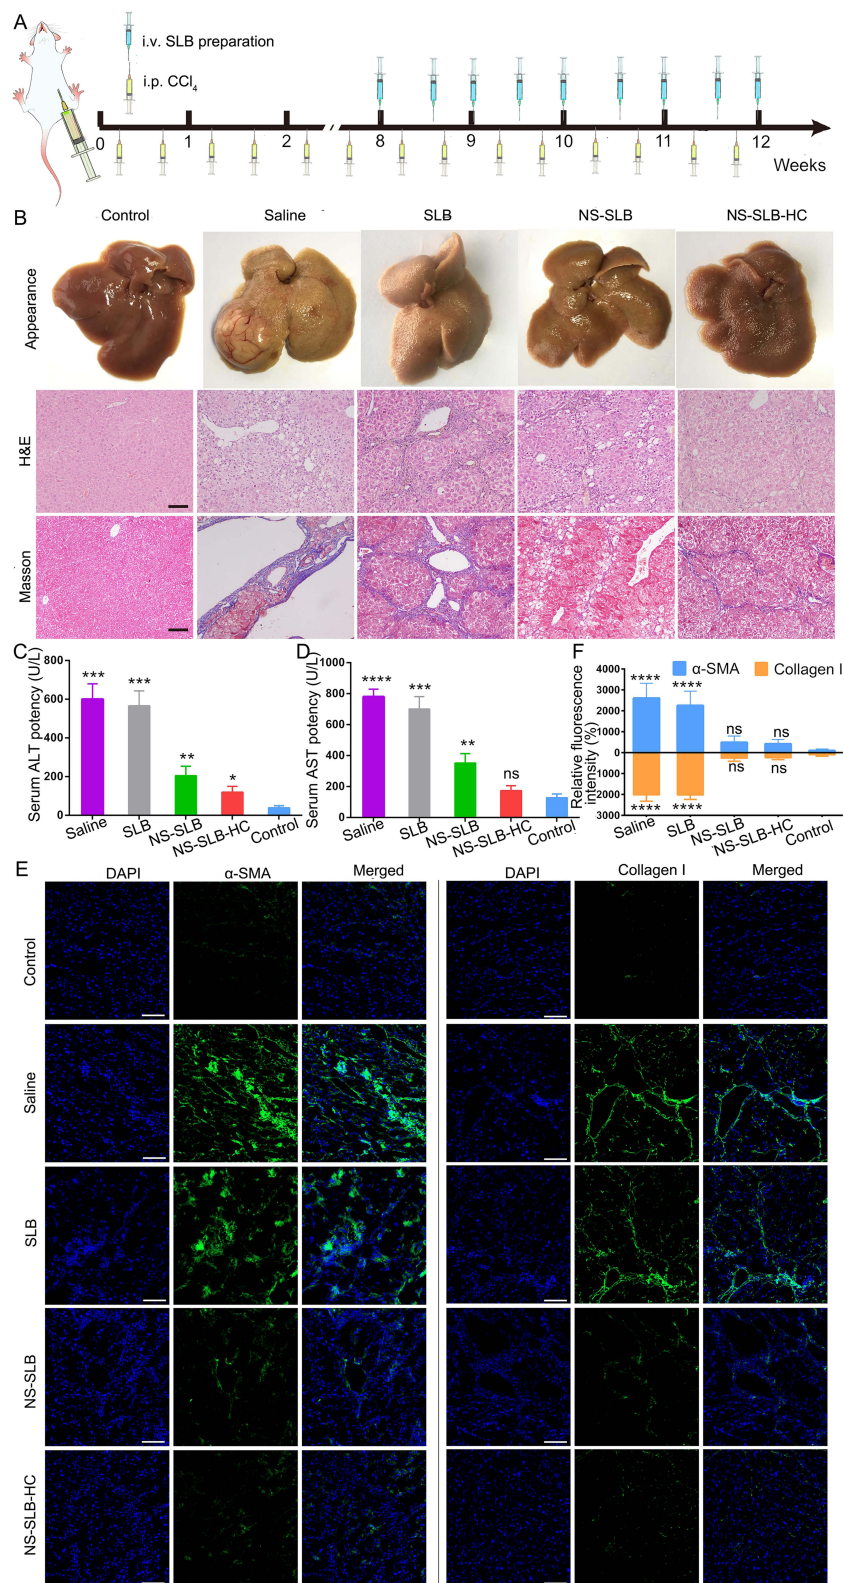 A
i.v. SLB preparation
i.p. CCl₄
0 1 2 8 9 10 11 12
Weeks
B
Control Saline SLB NS-SLB NS-SLB-HC
Appearance
H&E
Masson
C
Serum ALT potency (U/L)
800
600
400
200
0
*** *** ** *
Saline SLB NS-SLB NS-SLB-HC Control
D
Serum AST potency (U/L)
1000
800
600
400
200
0
**** *** ** ns
Saline SLB NS-SLB NS-SLB-HC Control
F
α-SMA Collagen I
Relative fluorescence
intensity (%)
4000
3000
2000
1000
0
1000
2000
3000
**** **** ns ns
**** **** ns ns
Saline SLB NS-SLB NS-SLB-HC Control
E
DAPI α-SMA Merged DAPI Collagen I Merged
Control
Saline
SLB
NS-SLB
NS-SLB-HC